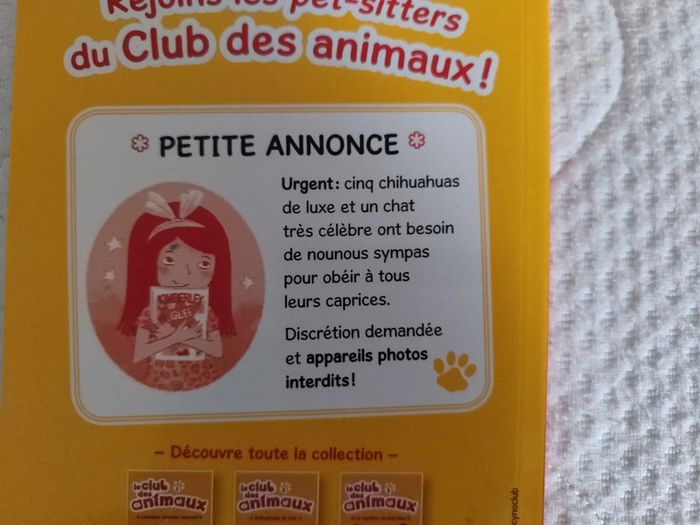 Rejoins les pet-sitters
du Club des animaux !
PETITE ANNONCE
Urgent : cinq chihuahuas
de luxe et un chat
très célèbre ont besoin
de nounous sympas
pour obéir à tous
leurs caprices.
Discrétion demandée
et appareils photos
interdits !
KIMBERLEY
GLEE
– Découvre toute la collection –
le club
des
animaux
le club
des
animaux
le club
des
animaux